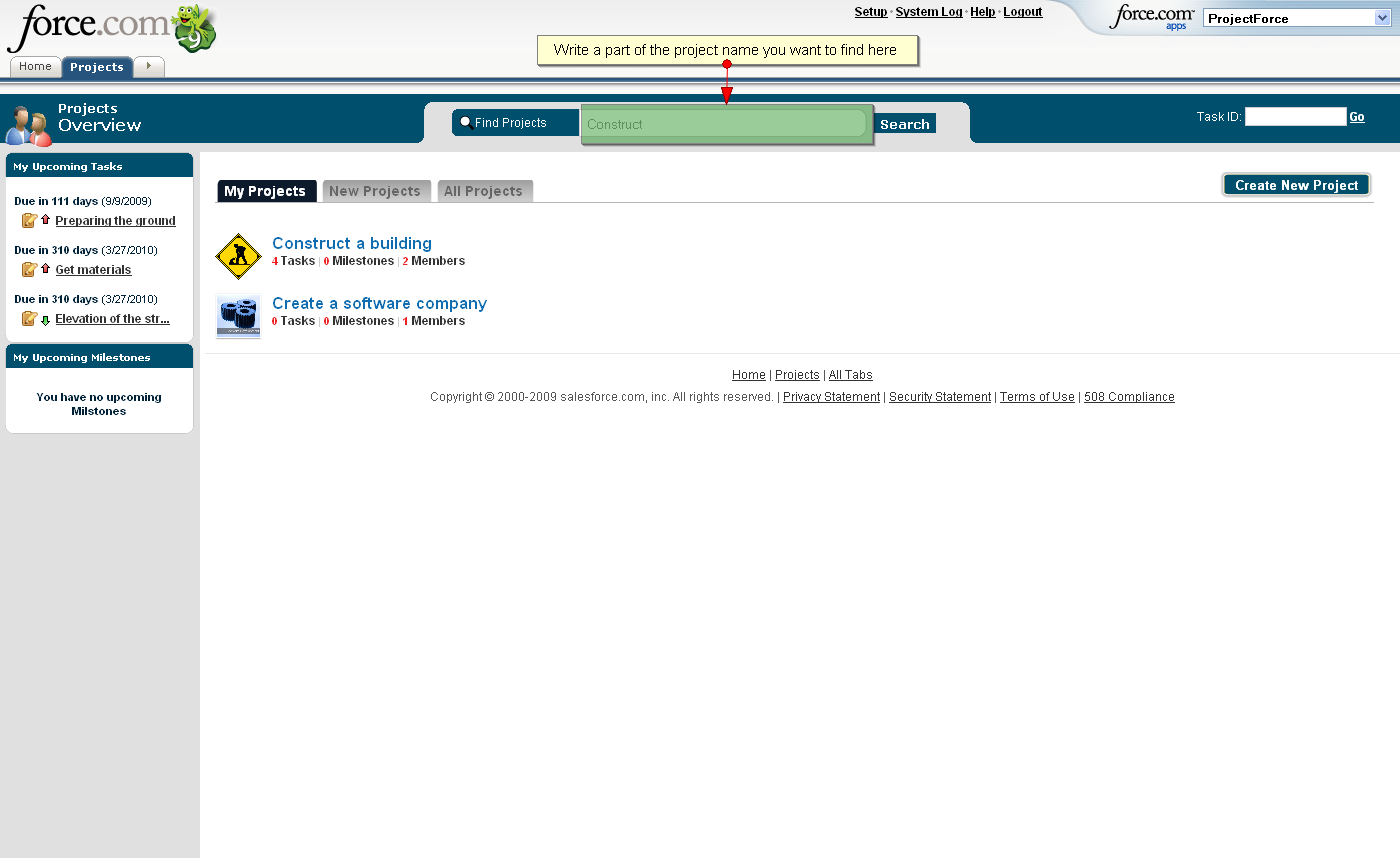 force.com 9
Setup · System Log · Help · Logout
force.com apps
ProjectForce
Write a part of the project name you want to find here
Home Projects
Projects
Overview
Find Projects
Construct
Search
Task ID: Go
My Upcoming Tasks
Due in 111 days (9/9/2009)
Preparing the ground
Due in 310 days (3/27/2010)
Get materials
Due in 310 days (3/27/2010)
Elevation of the str...
My Upcoming Milestones
You have no upcoming
Milstones
My Projects New Projects All Projects
Create New Project
Construct a building
4 Tasks | 0 Milestones | 2 Members
Create a software company
0 Tasks | 0 Milestones | 1 Members
Home | Projects | All Tabs
Copyright © 2000-2009 salesforce.com, inc. All rights reserved. | Privacy Statement | Security Statement | Terms of Use | 508 Compliance